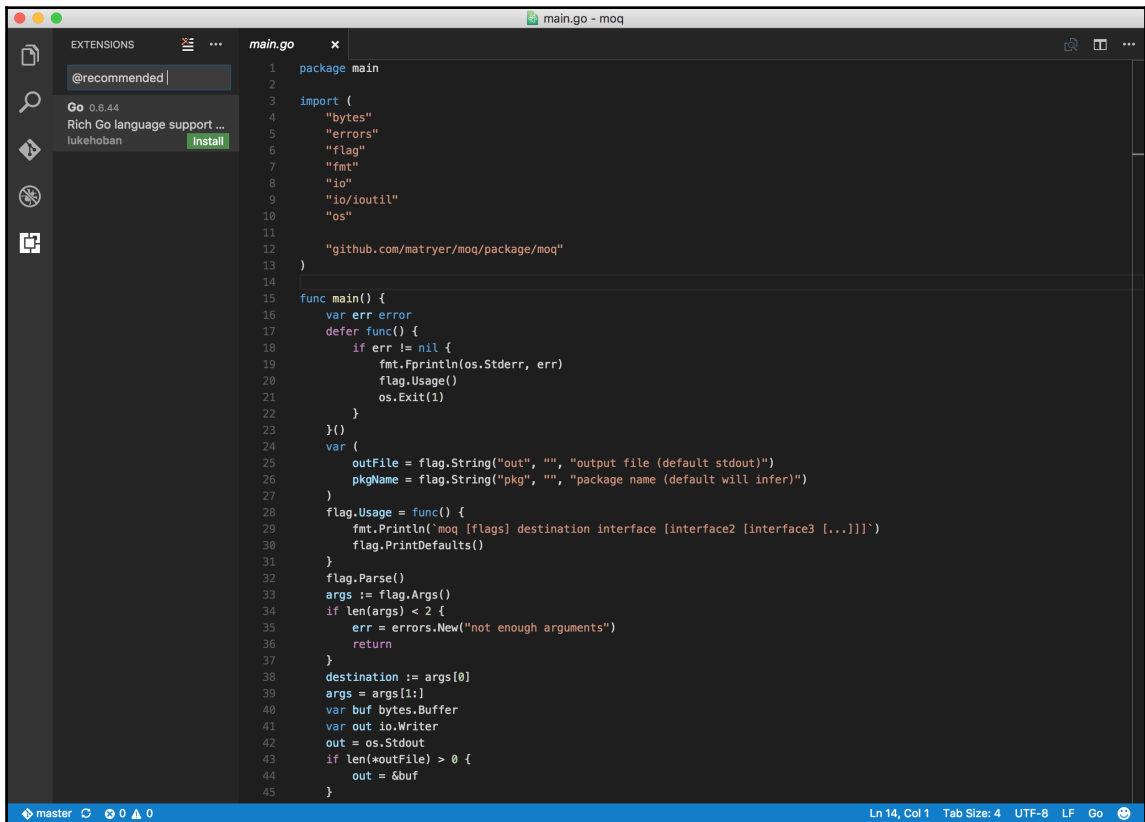 main.go - moq
EXTENSIONS
@recommended
Go 0.6.44
Rich Go language support ...
lukehoban Install
main.go
1 package main
2
3 import (
4 "bytes"
5 "errors"
6 "flag"
7 "fmt"
8 "io"
9 "io/ioutil"
10 "os"
11
12 "github.com/matryer/moq/package/moq"
13 )
14
15 func main() {
16 var err error
17 defer func() {
18 if err != nil {
19 fmt.Fprintln(os.Stderr, err)
20 flag.Usage()
21 os.Exit(1)
22 }
23 }()
24 var (
25 outFile = flag.String("out", "", "output file (default stdout)")
26 pkgName = flag.String("pkg", "", "package name (default will infer)")
27 )
28 flag.Usage = func() {
29 fmt.Println(`moq [flags] destination interface [interface2 [interface3 [...]]]`)
30 flag.PrintDefaults()
31 }
32 flag.Parse()
33 args := flag.Args()
34 if len(args) < 2 {
35 err = errors.New("not enough arguments")
36 return
37 }
38 destination := args[0]
39 args = args[1:]
40 var buf bytes.Buffer
41 var out io.Writer
42 out = os.Stdout
43 if len(*outFile) > 0 {
44 out = &buf
45 }
master 0 0 Ln 14, Col 1 Tab Size: 4 UTF-8 LF Go